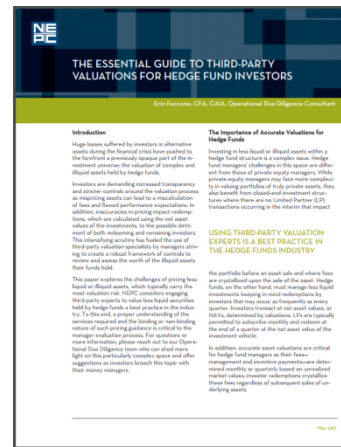 NE
PC
THE ESSENTIAL GUIDE TO THIRD-PARTY
VALUATIONS FOR HEDGE FUND INVESTORS
Erin Faccone, CFA, CAIA, Operational Due Diligence Consultant
Introduction
Huge losses suffered by investors in alternative
assets during the financial crisis have pushed to
the forefront a previously opaque part of the in-
vestment universe: the valuation of complex and
illiquid assets held by hedge funds.
Investors are demanding increased transparency
and stricter controls around the valuation process
as mispricing assets can lead to a miscalculation
of fees and flawed performance expectations. In
addition, inaccuracies in pricing impact redemp-
tions, which are calculated using the net asset
values of the investments, to the possible detri-
ment of both redeeming and remaining investors.
This intensifying scrutiny has fueled the use of
third-party valuation specialists by managers striv-
ing to create a robust framework of controls to
review and assess the worth of the illiquid assets
their funds hold.
This paper explores the challenges of pricing less-
liquid or illiquid assets, which typically carry the
most valuation risk. NEPC considers engaging
third-party experts to value less liquid securities
held by hedge funds a best practice in the indus-
try. To this end, a proper understanding of the
services required and the binding or non-binding
nature of such pricing guidance is critical to the
manager evaluation process. For questions or
more information, please reach out to our Opera-
tional Due Diligence team who can shed more
light on this particularly complex space and offer
suggestions as investors broach this topic with
their money managers.
The Importance of Accurate Valuations for
Hedge Funds
Investing in less-liquid or illiquid assets within a
hedge fund structure is a complex issue. Hedge
fund managers' challenges in this space are differ-
ent from those of private equity managers. While
private equity managers may face more complexi-
ty in valuing portfolios of truly private assets, they
also benefit from closed-end investment struc-
tures where there are no Limited Partner (LP)
transactions occurring in the interim that impact
USING THIRD-PARTY VALUATION
EXPERTS IS A BEST PRACTICE IN
THE HEDGE FUNDS INDUSTRY
the portfolio before an asset sale and where fees
are crystallized upon the sale of the asset. Hedge
funds, on the other hand, must manage less liquid
investments keeping in mind redemptions by
investors that may occur as frequently as every
quarter. Investors transact at net asset values, or
NAVs, determined by valuations. LPs are typically
permitted to subscribe monthly and redeem at
the end of a quarter at the net asset value of the
investment vehicle.
In addition, accurate asset valuations are critical
for hedge fund managers as their fees—
management and incentive payments—are deter-
mined monthly or quarterly based on unrealized
market values; investor redemptions crystallize
these fees regardless of subsequent sales of un-
derlying assets.